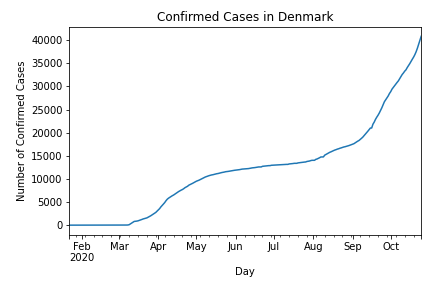 Confirmed Cases in Denmark
Number of Confirmed Cases
40000
35000
30000
25000
20000
15000
10000
5000
0
Feb Mar Apr May Jun Jul Aug Sep Oct
2020
Day